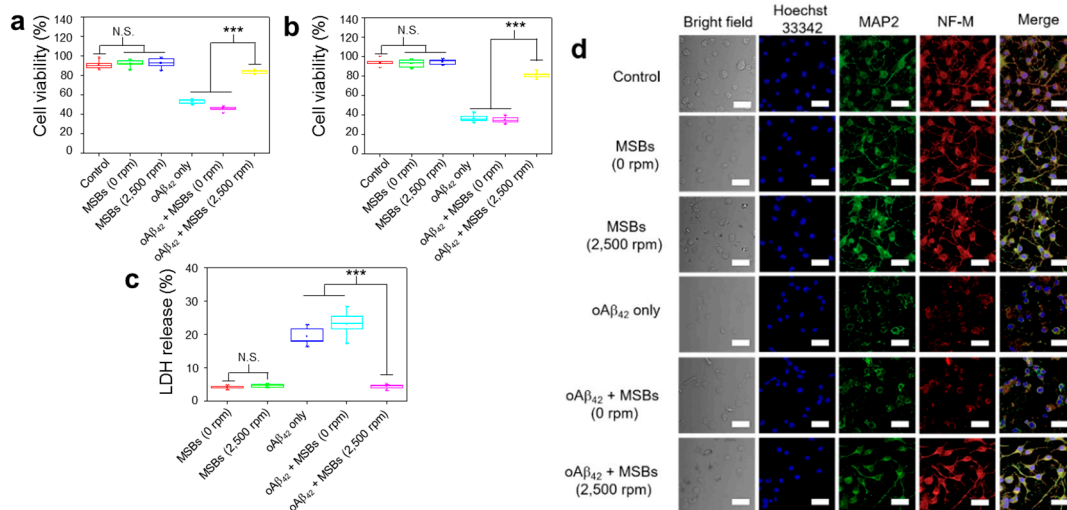 a
Cell viability (%)
140
120
100
80
60
40
20
0
N.S.
***
Control
MSBs (0 rpm)
MSBs (2,500 rpm)
oAβ42 only
oAβ42 + MSBs (0 rpm)
oAβ42 + MSBs (2,500 rpm)
b
Cell viability (%)
140
120
100
80
60
40
20
0
N.S.
***
Control
MSBs (0 rpm)
MSBs (2,500 rpm)
oAβ42 only
oAβ42 + MSBs (0 rpm)
oAβ42 + MSBs (2,500 rpm)
c
LDH release (%)
40
30
20
10
0
N.S.
***
MSBs (0 rpm)
MSBs (2,500 rpm)
oAβ42 only
oAβ42 + MSBs (0 rpm)
oAβ42 + MSBs (2,500 rpm)
d
Bright field
Hoechst
33342
MAP2
NF-M
Merge
Control
MSBs
(0 rpm)
MSBs
(2,500 rpm)
oAβ42 only
oAβ42 + MSBs
(0 rpm)
oAβ42 + MSBs
(2,500 rpm)